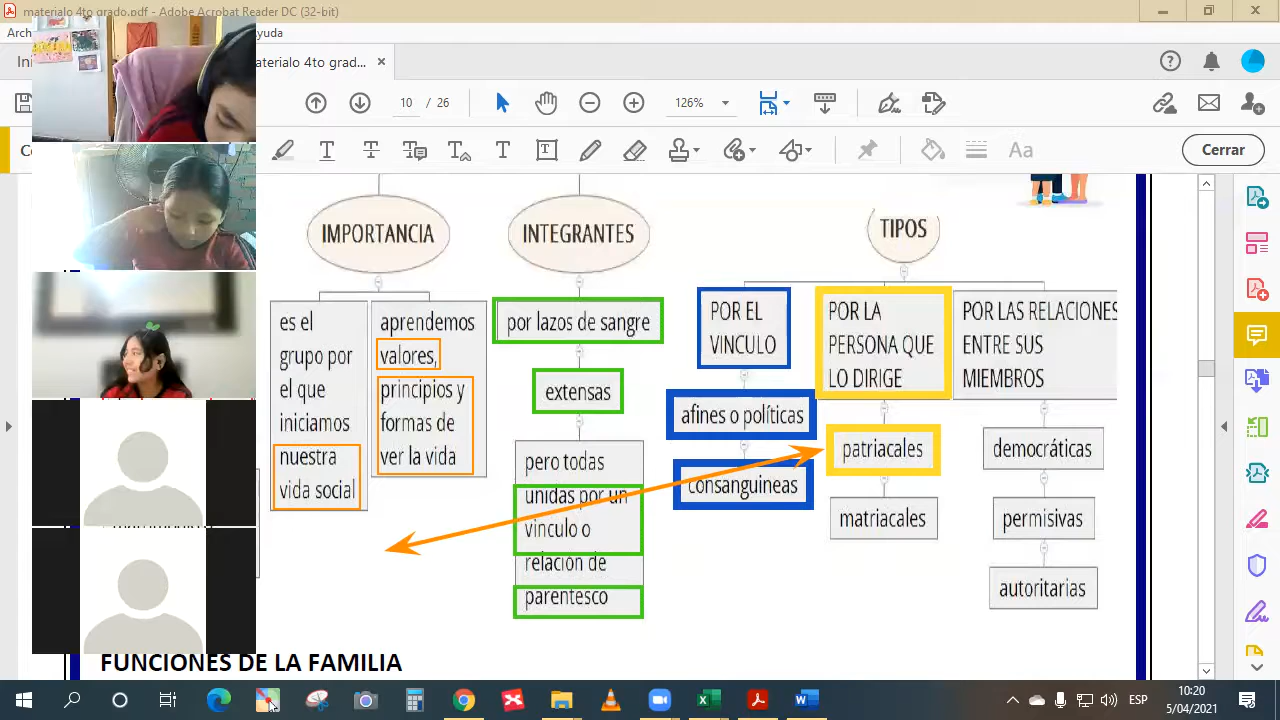 materialo 4to grado.pdf - Adobe Acrobat Reader DC (32-bit)
Ayuda
aterialo 4to grad...
10 / 26
126%
Aa
Cerrar
IMPORTANCIA
es el
grupo por
el que
iniciamos
nuestra
vida social
aprendemos
valores,
principios y
formas de
ver la vida
INTEGRANTES
por lazos de sangre
extensas
pero todas
unidas por un
vinculo o
relación de
parentesco
TIPOS
POR EL
VINCULO
afines o políticas
consanguineas
POR LA
PERSONA QUE
LO DIRIGE
patriacales
matriacales
POR LAS RELACIONES
ENTRE SUS
MIEMBROS
democráticas
permisivas
autoritarias
FUNCIONES DE LA FAMILIA
ESP
10:20
5/04/2021